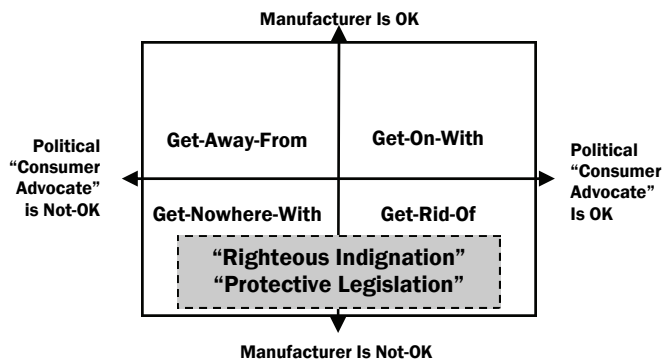 Manufacturer Is OK
Get-Away-From
Get-On-With
Political
“Consumer
Advocate”
is Not-OK
Political
“Consumer
Advocate”
Is OK
Get-Nowhere-With
Get-Rid-Of
“Righteous Indignation”
“Protective Legislation”
Manufacturer Is Not-OK